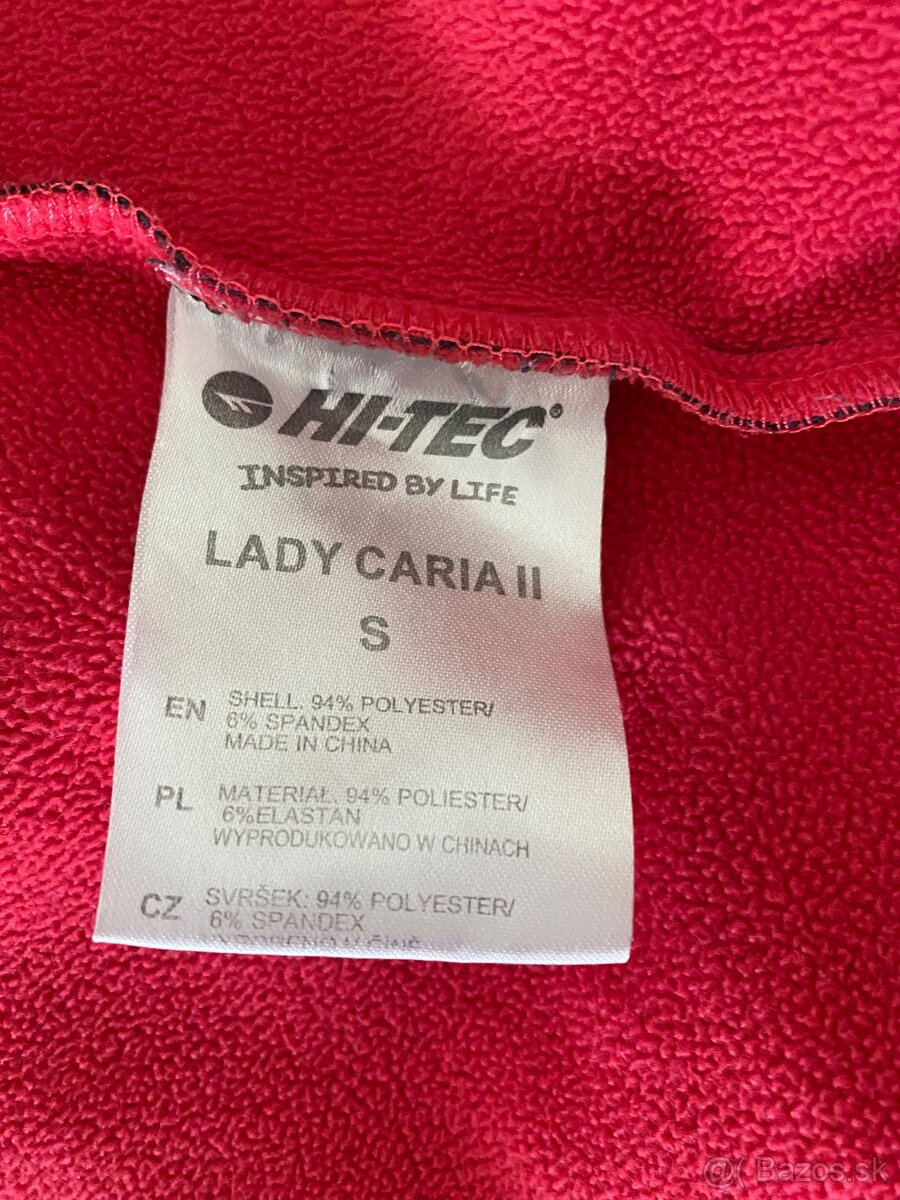 HI-TEC®
INSPIRED BY LIFE
LADY CARIA II
S
EN SHELL. 94% POLYESTER/
6% SPANDEX
MADE IN CHINA
PL MATERIAŁ. 94% POLIESTER/
6%ELASTAN
WYPRODUKOWANO W CHINACH
CZ SVRŠEK: 94% POLYESTER/
6% SPANDEX
@( Bazos.sk